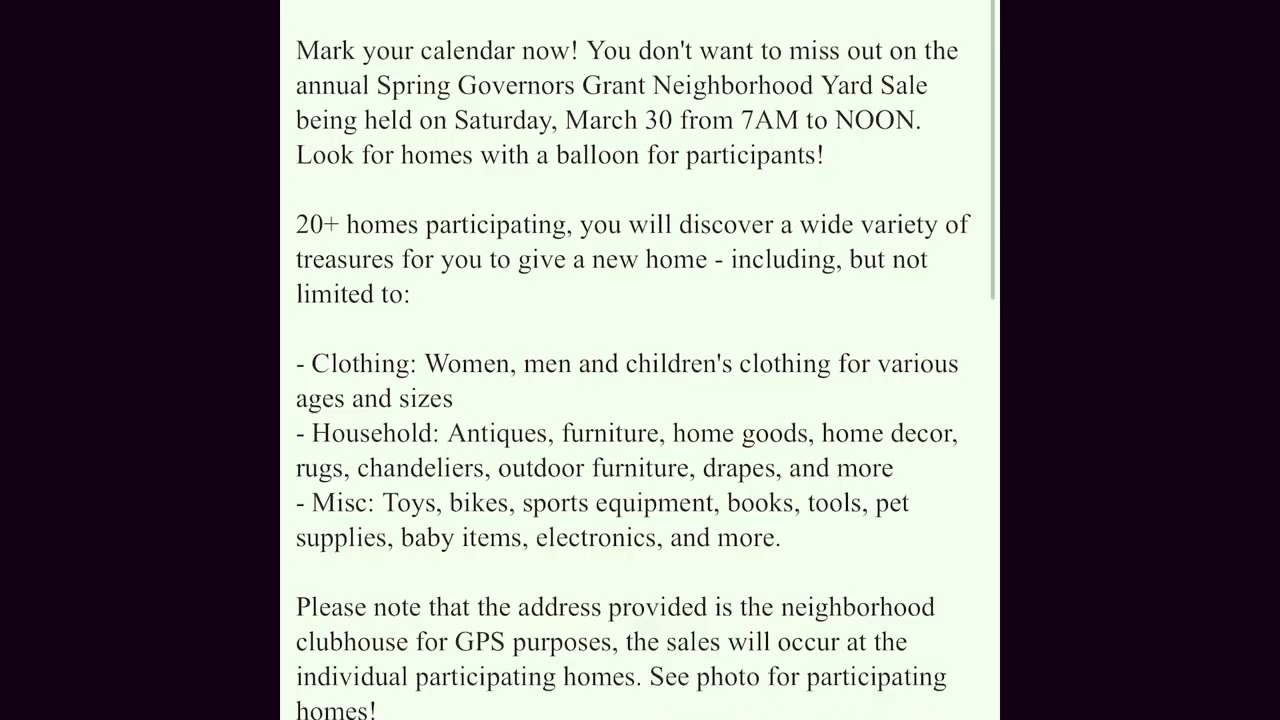 Mark your calendar now! You don't want to miss out on the
annual Spring Governors Grant Neighborhood Yard Sale
being held on Saturday, March 30 from 7AM to NOON.
Look for homes with a balloon for participants!
20+ homes participating, you will discover a wide variety of
treasures for you to give a new home - including, but not
limited to:
- Clothing: Women, men and children's clothing for various
ages and sizes
- Household: Antiques, furniture, home goods, home decor,
rugs, chandeliers, outdoor furniture, drapes, and more
- Misc: Toys, bikes, sports equipment, books, tools, pet
supplies, baby items, electronics, and more.
Please note that the address provided is the neighborhood
clubhouse for GPS purposes, the sales will occur at the
individual participating homes. See photo for participating
homes!